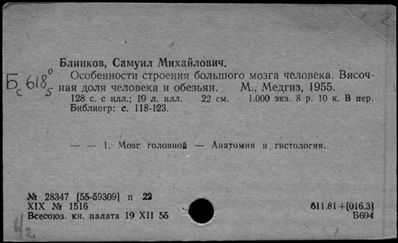 Блинков, Самуил Михайлович.
Особенности строения большого мозга человека. Височ-
ная доля человека и обезьян. М., Медгиз, 1955.
128 с. с илл.; 19 л. илл. 22 см. 1.000 экз. 8 р. 10 к. В пер.
Библиогр: с. 118-123.
— — 1. Мозг головной — Анатомия и гистология.
№ 28347 [55-59309] п 22
XIX № 1516 611.81+[016.3]
Всесоюз. кн. палата 19 XII 55 Б694